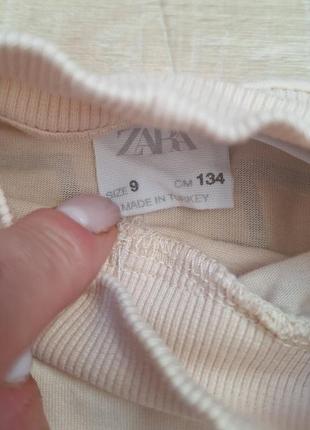 ZARA
SIZE 9 CM 134
MADE IN TURKEY